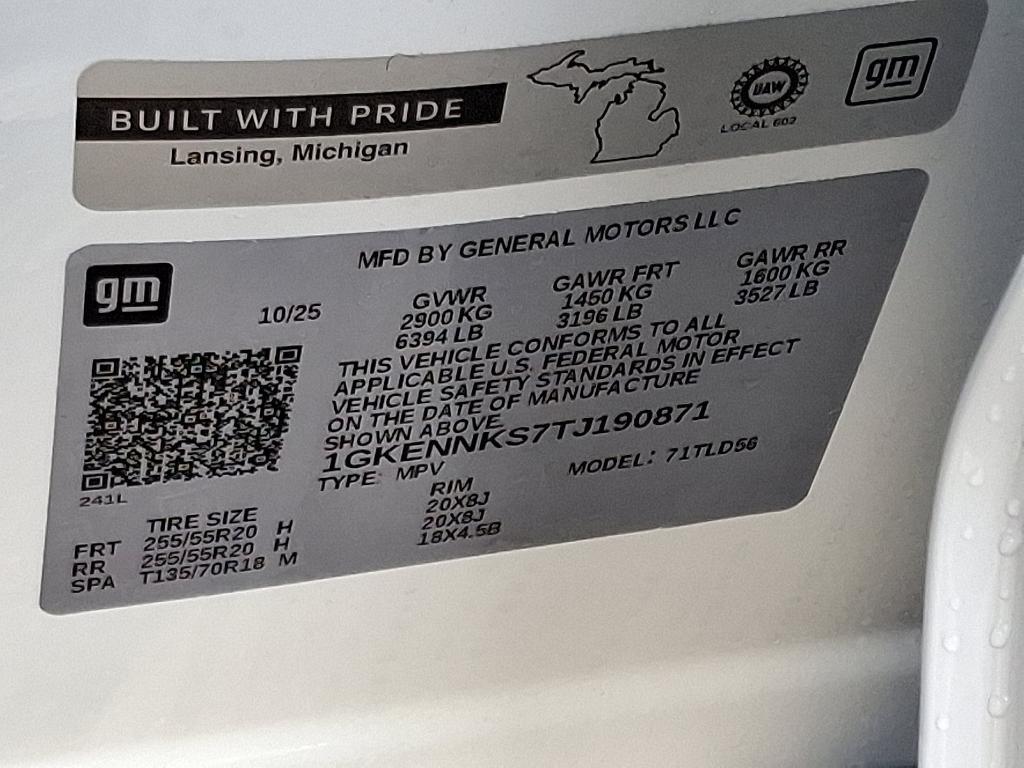 BUILT WITH PRIDE
Lansing, Michigan
UAW
LOCAL 602
gm
gm
MFD BY GENERAL MOTORS LLC
10/25
GVWR
2900 KG
6394 LB
GAWR FRT
1450 KG
3196 LB
GAWR RR
1600 KG
3527 LB
THIS VEHICLE CONFORMS TO ALL
APPLICABLE U.S. FEDERAL MOTOR
VEHICLE SAFETY STANDARDS IN EFFECT
ON THE DATE OF MANUFACTURE
SHOWN ABOVE
1GKENNKS7TJ190871
TYPE: MPV
MODEL: 71TLD56
241L
TIRE SIZE
RIM
FRT 255/55R20 H 20X8J
RR 255/55R20 H 20X8J
SPA T135/70R18 M 18X4.5B